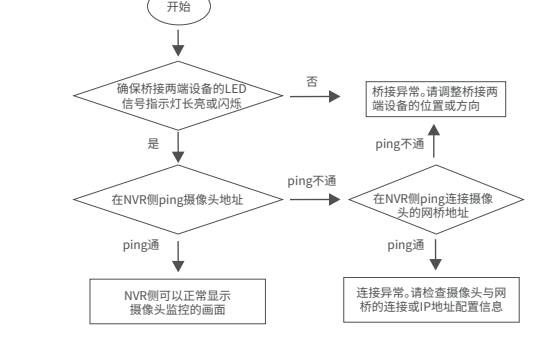 开始
确保桥接两端设备的LED
信号指示灯长亮或闪烁
否
桥接异常。请调整桥接两
端设备的位置或方向
是
ping不通
在NVR侧ping摄像头地址
ping不通
在NVR侧ping连接摄像
头的网桥地址
ping通
ping通
NVR侧可以正常显示
摄像头监控的画面
连接异常。请检查摄像头与网
桥的连接或IP地址配置信息